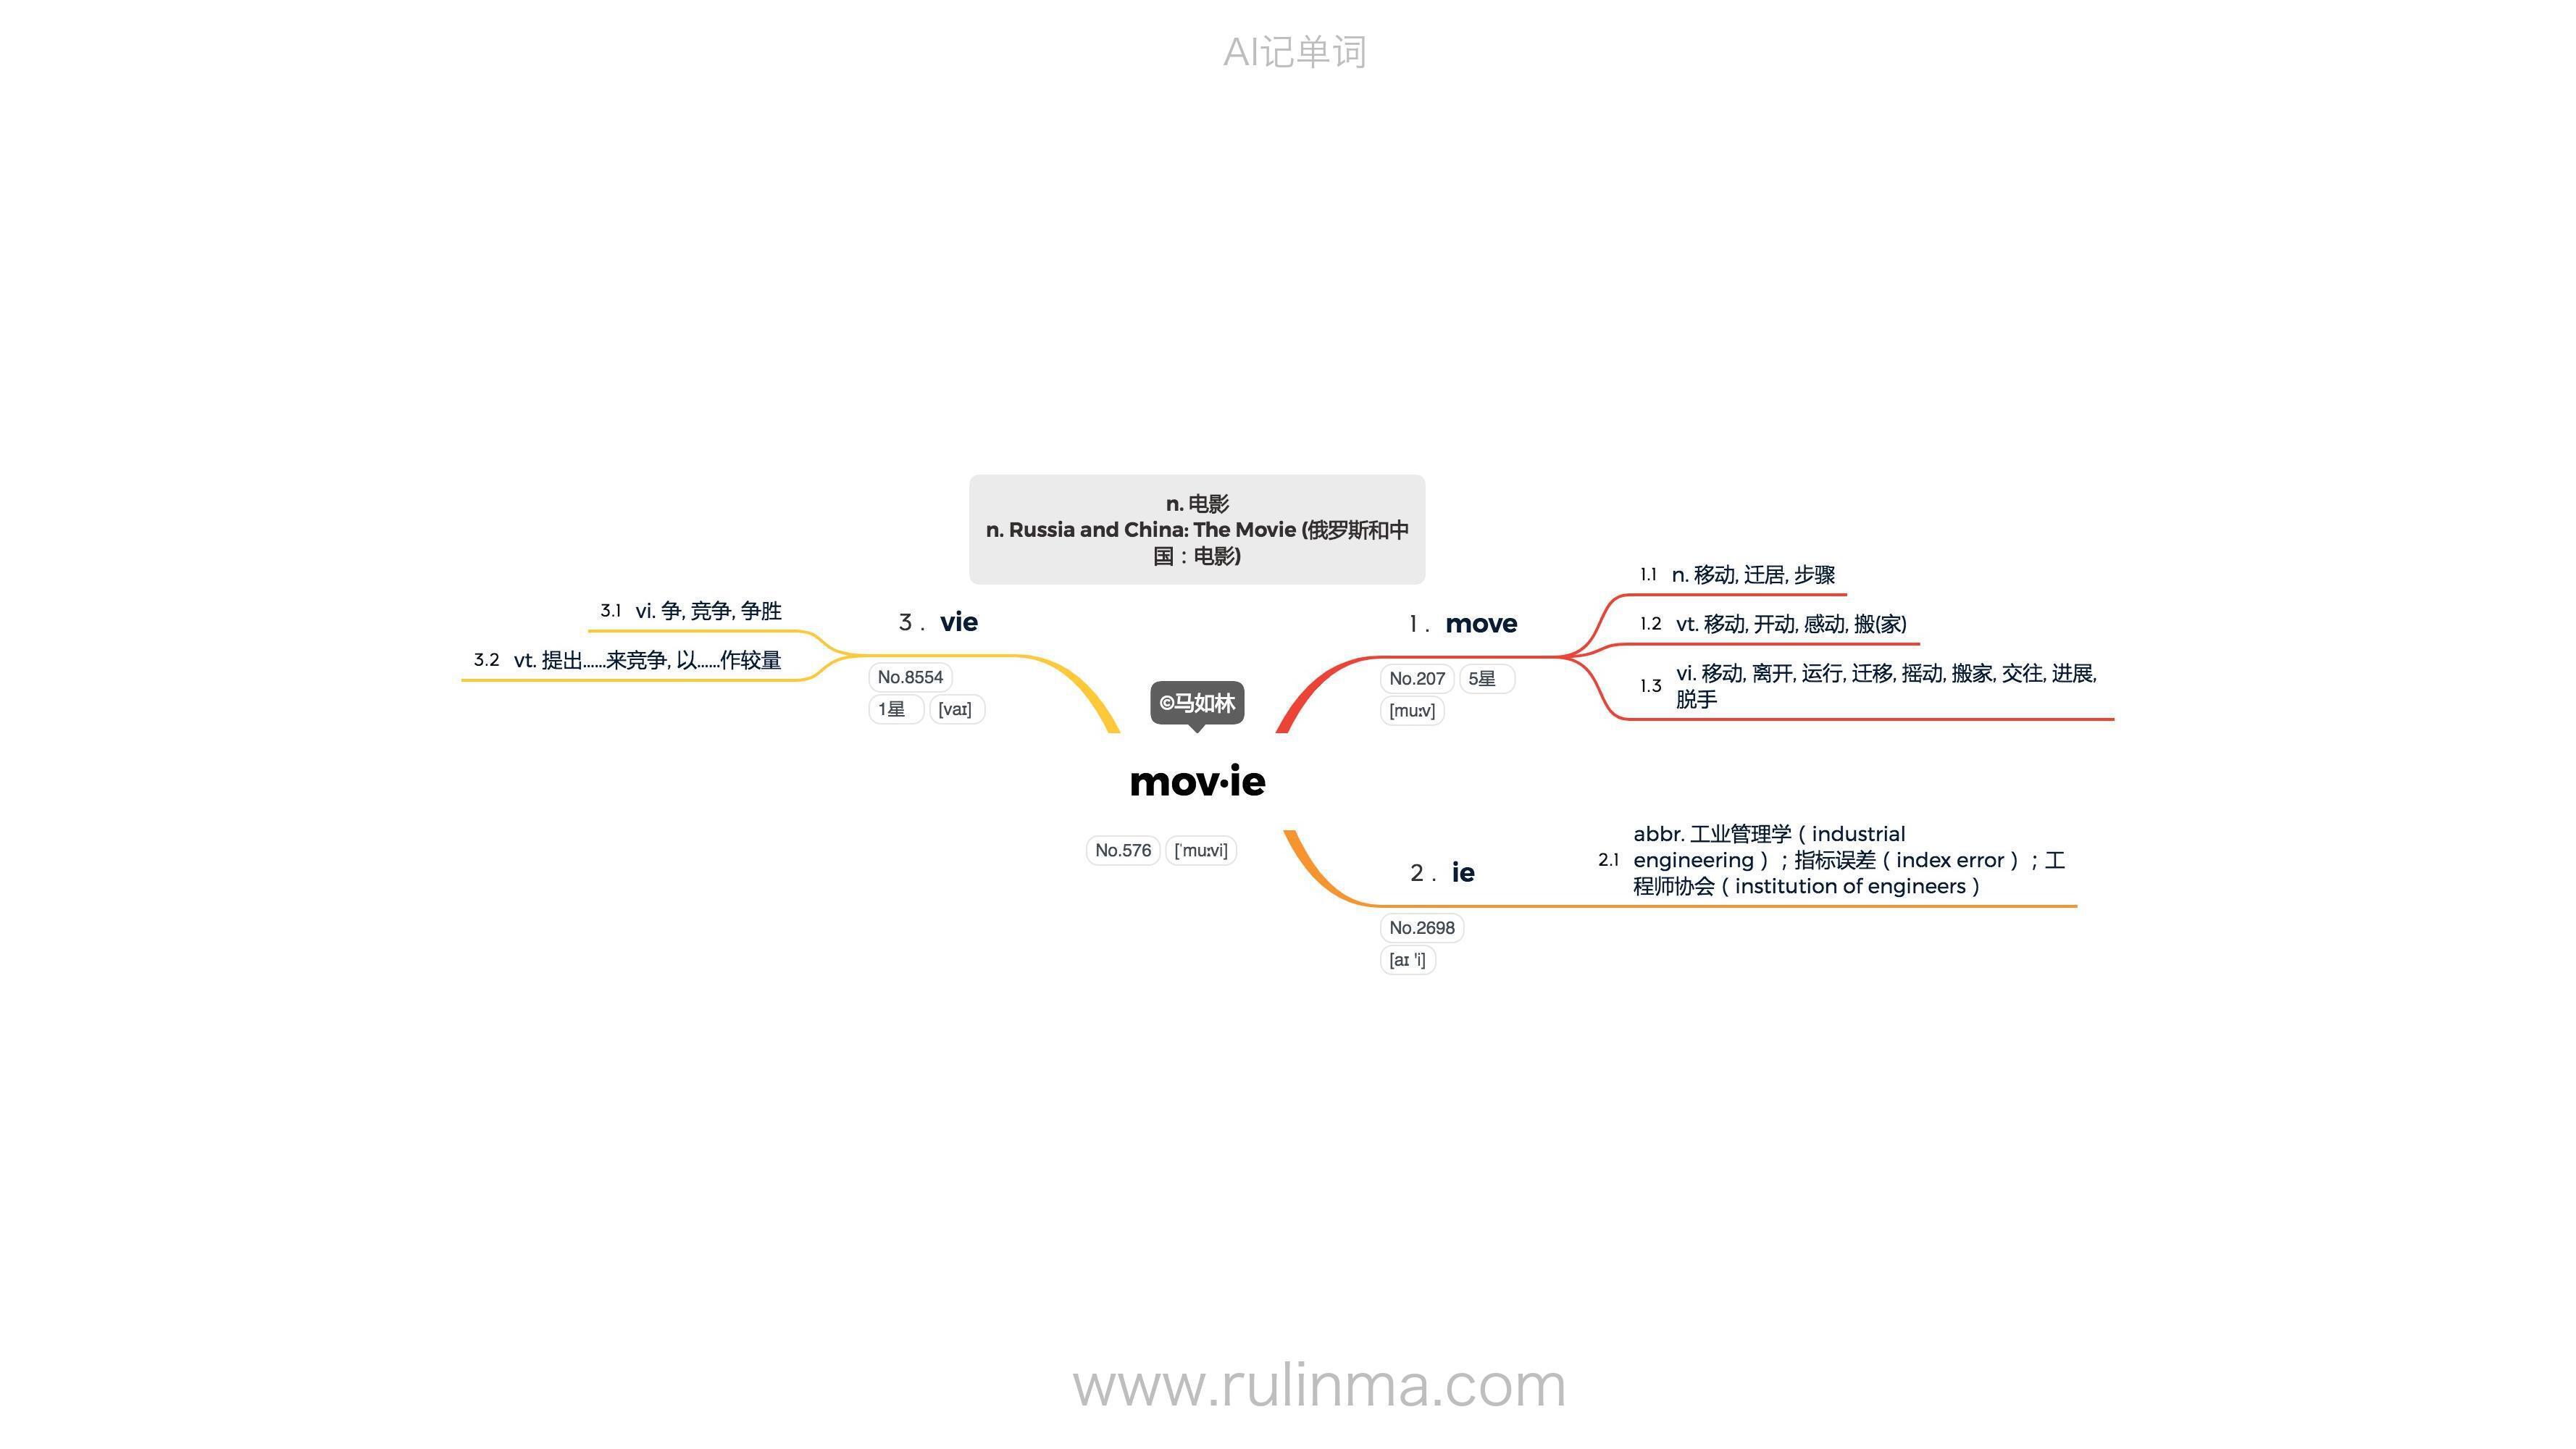 AI记单词
n. 电影
n. Russia and China: The Movie (俄罗斯和中
国：电影)
©马如林
mov·ie
No.576 [ˈmuːvi]
1. move
No.207 5星
[muːv]
1.1 n. 移动, 迁居, 步骤
1.2 vt. 移动, 开动, 感动, 搬(家)
1.3 vi. 移动, 离开, 运行, 迁移, 摇动, 搬家, 交往, 进展,
脱手
2. ie
No.2698
[aɪ 'i]
2.1 abbr. 工业管理学（industrial
engineering）；指标误差（index error）；工
程师协会（institution of engineers）
3. vie
No.8554
1星 [vaɪ]
3.1 vi. 争, 竞争, 争胜
3.2 vt. 提出……来竞争, 以……作较量
www.rulinma.com